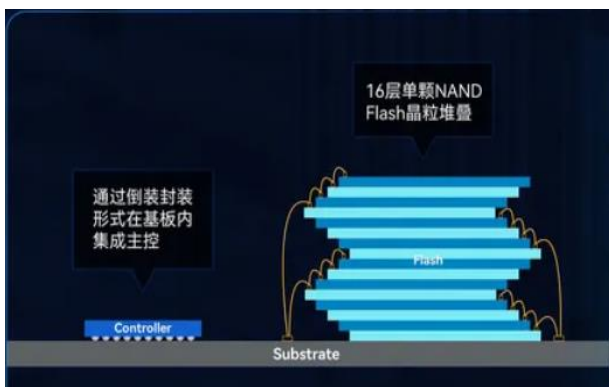 16层单颗NAND
Flash晶粒堆叠
通过倒装封装
形式在基板内
集成主控
Flash
Controller
Substrate